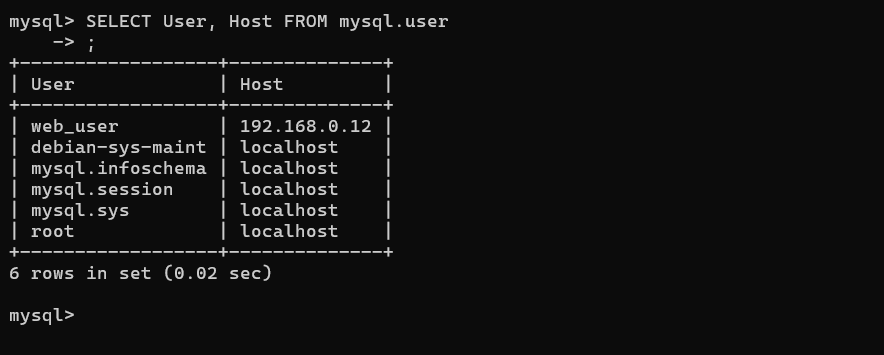 mysql> SELECT User, Host FROM mysql.user
    -> ;
+------------------+--------------+
| User             | Host         |
+------------------+--------------+
| web_user         | 192.168.0.12 |
| debian-sys-maint | localhost    |
| mysql.infoschema | localhost    |
| mysql.session    | localhost    |
| mysql.sys        | localhost    |
| root             | localhost    |
+------------------+--------------+
6 rows in set (0.02 sec)

mysql>